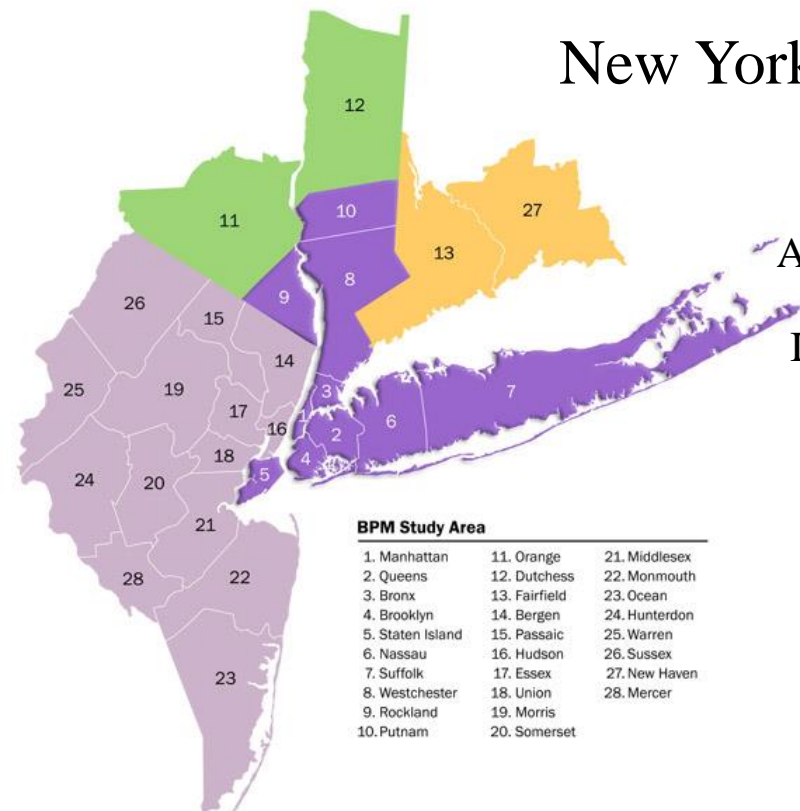 New York
A
12
10
27
11
13
8
9
26
15
14
7
25
19
3
17
1
6
16
2
18
4
5
24
20
21
28
22
23
BPM Study Area
1. Manhattan 11. Orange 21. Middlesex
2. Queens 12. Dutchess 22. Monmouth
3. Bronx 13. Fairfield 23. Ocean
4. Brooklyn 14. Bergen 24. Hunterdon
5. Staten Island 15. Passaic 25. Warren
6. Nassau 16. Hudson 26. Sussex
7. Suffolk 17. Essex 27. New Haven
8. Westchester 18. Union 28. Mercer
9. Rockland 19. Morris
10. Putnam 20. Somerset